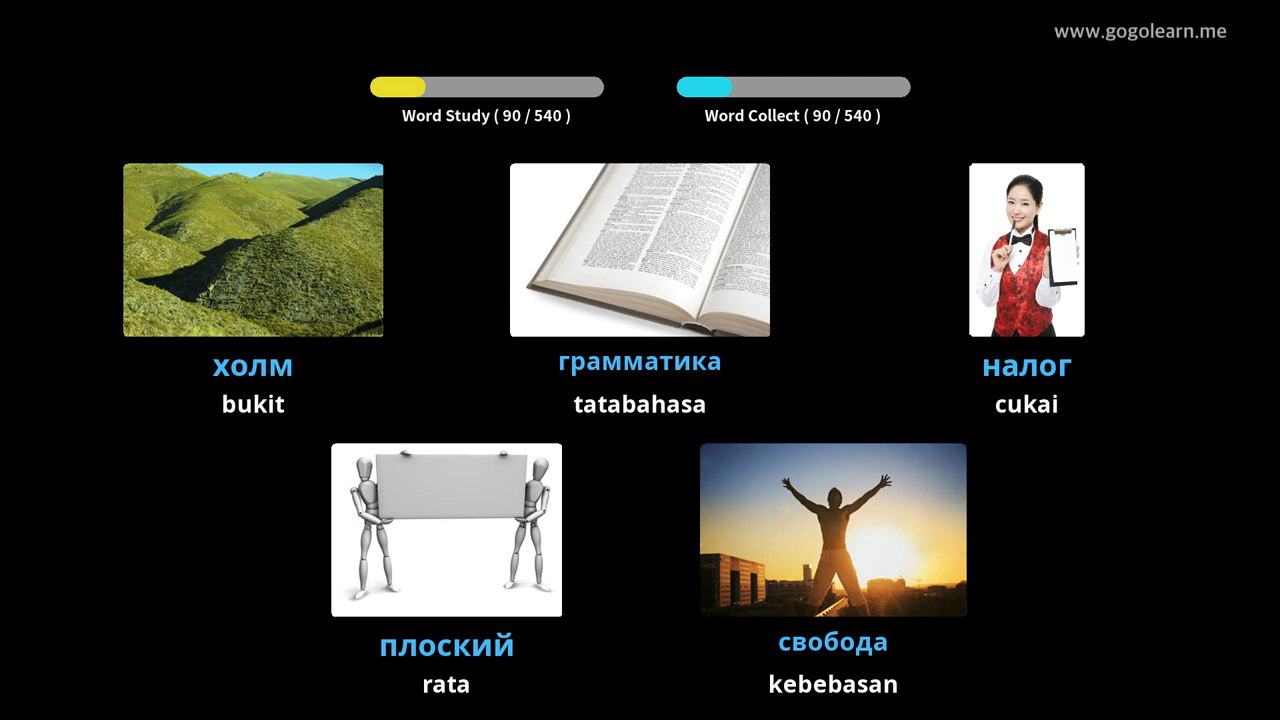 www.gogolearn.me
Word Study ( 90 / 540 )
Word Collect ( 90 / 540 )
холм
bukit
грамматика
tatabahasa
налог
cukai
плоский
rata
свобода
kebebasan